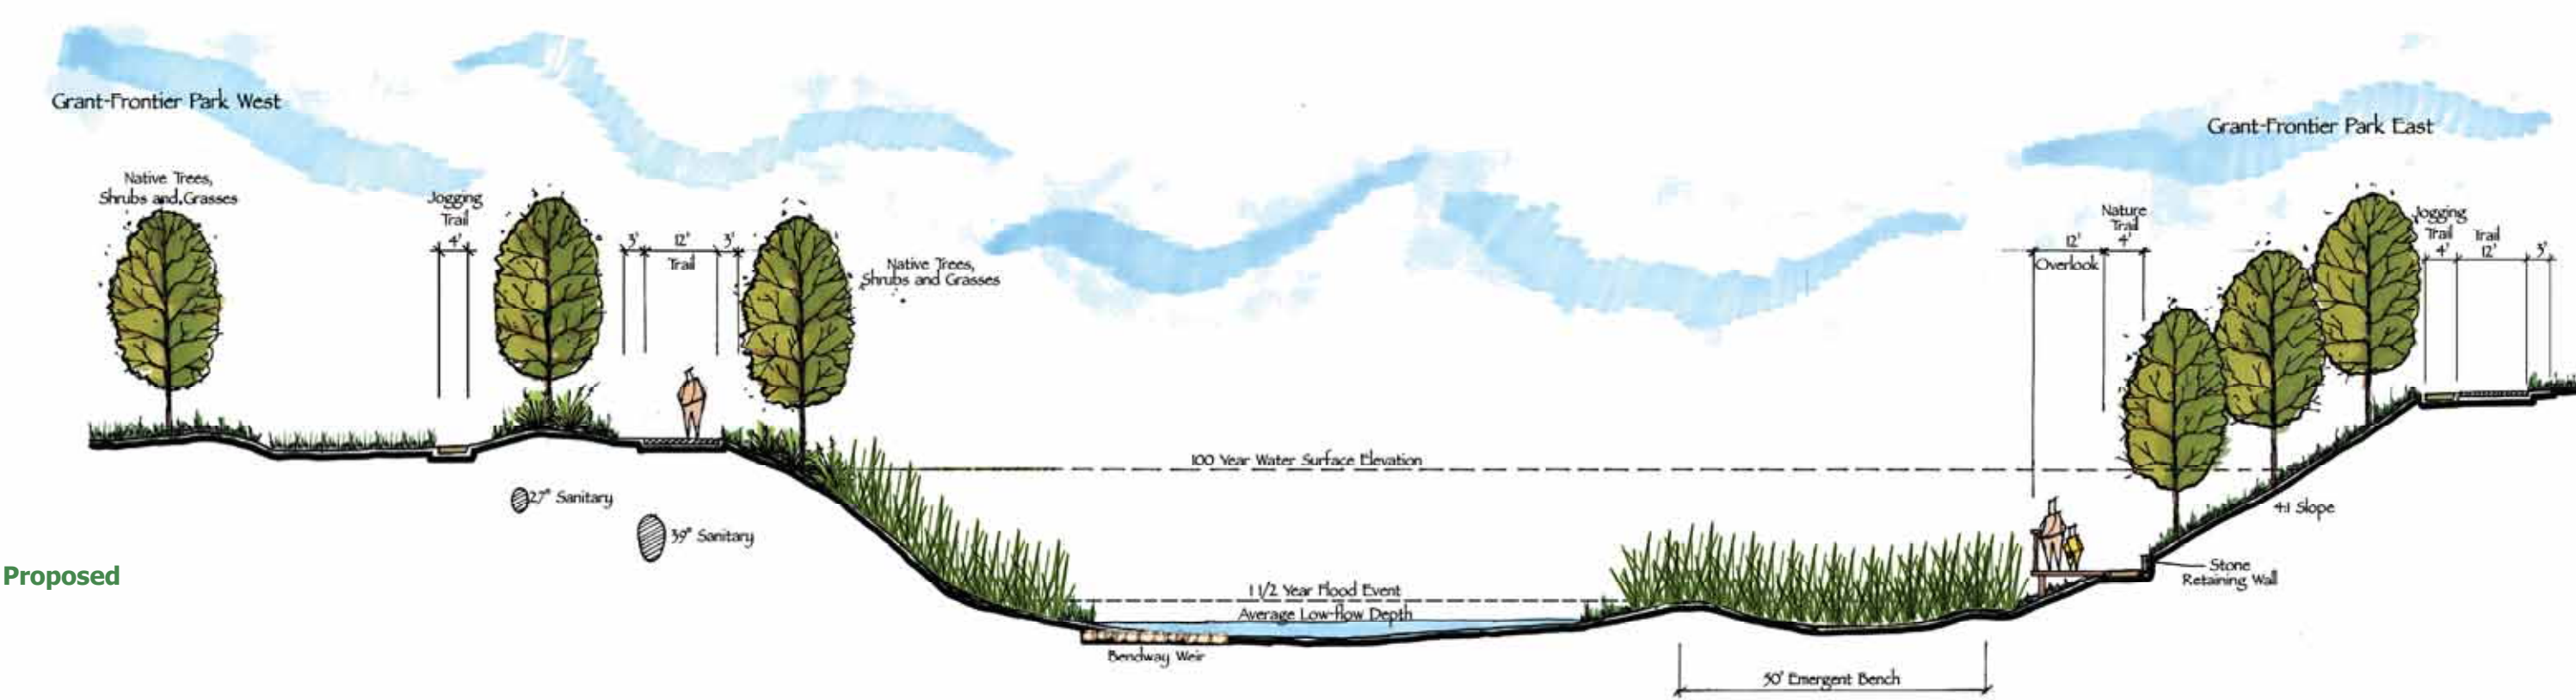 Grant-Frontier Park West
Grant-Frontier Park East
Native Trees,
Shrubs and Grasses
Jogging
Trail
4'
3'
12'
3'
Trail
Native Trees,
Shrubs and Grasses
Nature
Trail
12'
4'
Overlook
Jogging
Trail
4'
Trail
12'
3'
100 Year Water Surface Elevation
27" Sanitary
39" Sanitary
4:1 Slope
Proposed
Stone
Retaining Wall
1 1/2 Year Flood Event
Average Low-flow Depth
Bendway Weir
50' Emergent Bench